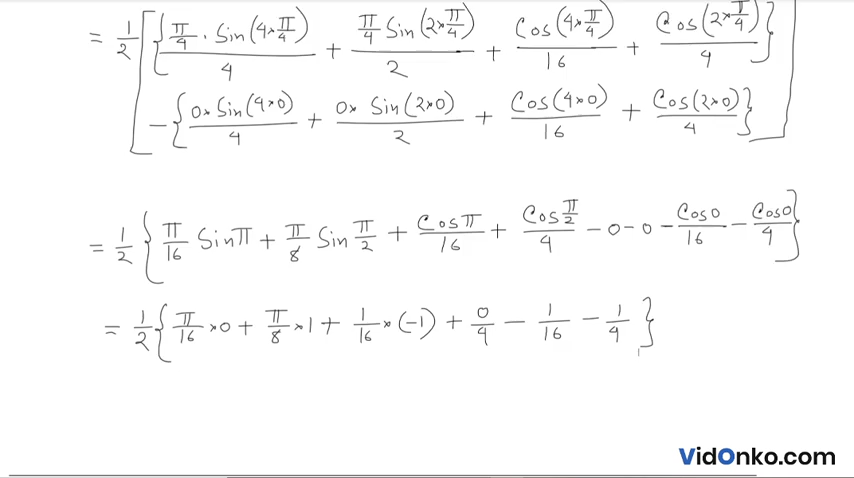 = 1/2 [ { π/4 · Sin(4×π/4)/4 + π/4 Sin(2×π/4)/2 + Cos(4×π/4)/16 + Cos(2×π/4)/4 }
− { 0× Sin(4×0)/4 + 0× Sin(2×0)/2 + Cos(4×0)/16 + Cos(2×0)/4 } ]
= 1/2 { π/16 Sinπ + π/8 Sin π/2 + Cosπ/16 + Cos π/2/4 − 0 − 0 − Cos0/16 − Cos0/4 }
= 1/2 { π/16 ×0 + π/8 ×1 + 1/16 × (−1) + 0/4 − 1/16 − 1/4 }
VidOnko.com